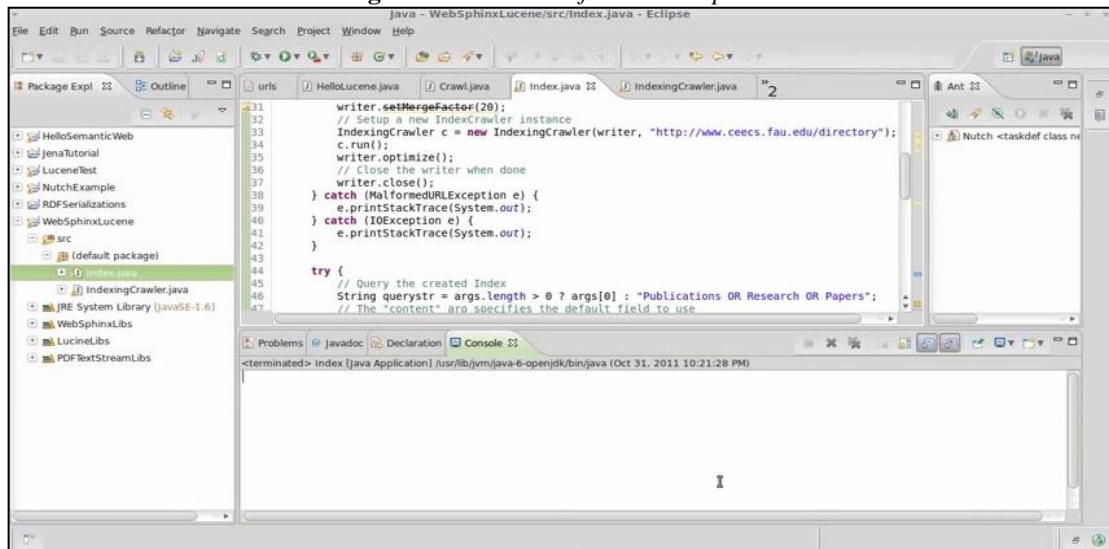 Java - WebSphinxLucene/src/Index.java - Eclipse
File Edit Run Source Refactor Navigate Search Project Window Help
Java
Package Expl
Outline
urls
HelloLucene.java
Crawl.java
Index.java
IndexingCrawler.java
»2
Ant
HelloSemanticWeb
JenaTutorial
LuceneTest
NutchExample
RDFSerializations
WebSphinxLucene
src
(default package)
Index.java
IndexingCrawler.java
JRE System Library [JavaSE-1.6]
WebSphinxLibs
LucineLibs
PDFTextStreamLibs
31 writer.setMergeFactor(20);
32 // Setup a new IndexCrawler instance
33 IndexingCrawler c = new IndexingCrawler(writer, "http://www.ceecs.fau.edu/directory");
34 c.run();
35 writer.optimize();
36 // Close the writer when done
37 writer.close();
38 } catch (MalformedURLException e) {
39 e.printStackTrace(System.out);
40 } catch (IOException e) {
41 e.printStackTrace(System.out);
42 }
43
44 try {
45 // Query the created Index
46 String querystr = args.length > 0 ? args[0] : "Publications OR Research OR Papers";
47 // The "content" arg specifies the default field to use
Nutch <taskdef class ne
Problems
Javadoc
Declaration
Console
<terminated> Index [Java Application] /usr/lib/jvm/java-6-openjdk/bin/java (Oct 31, 2011 10:21:28 PM)